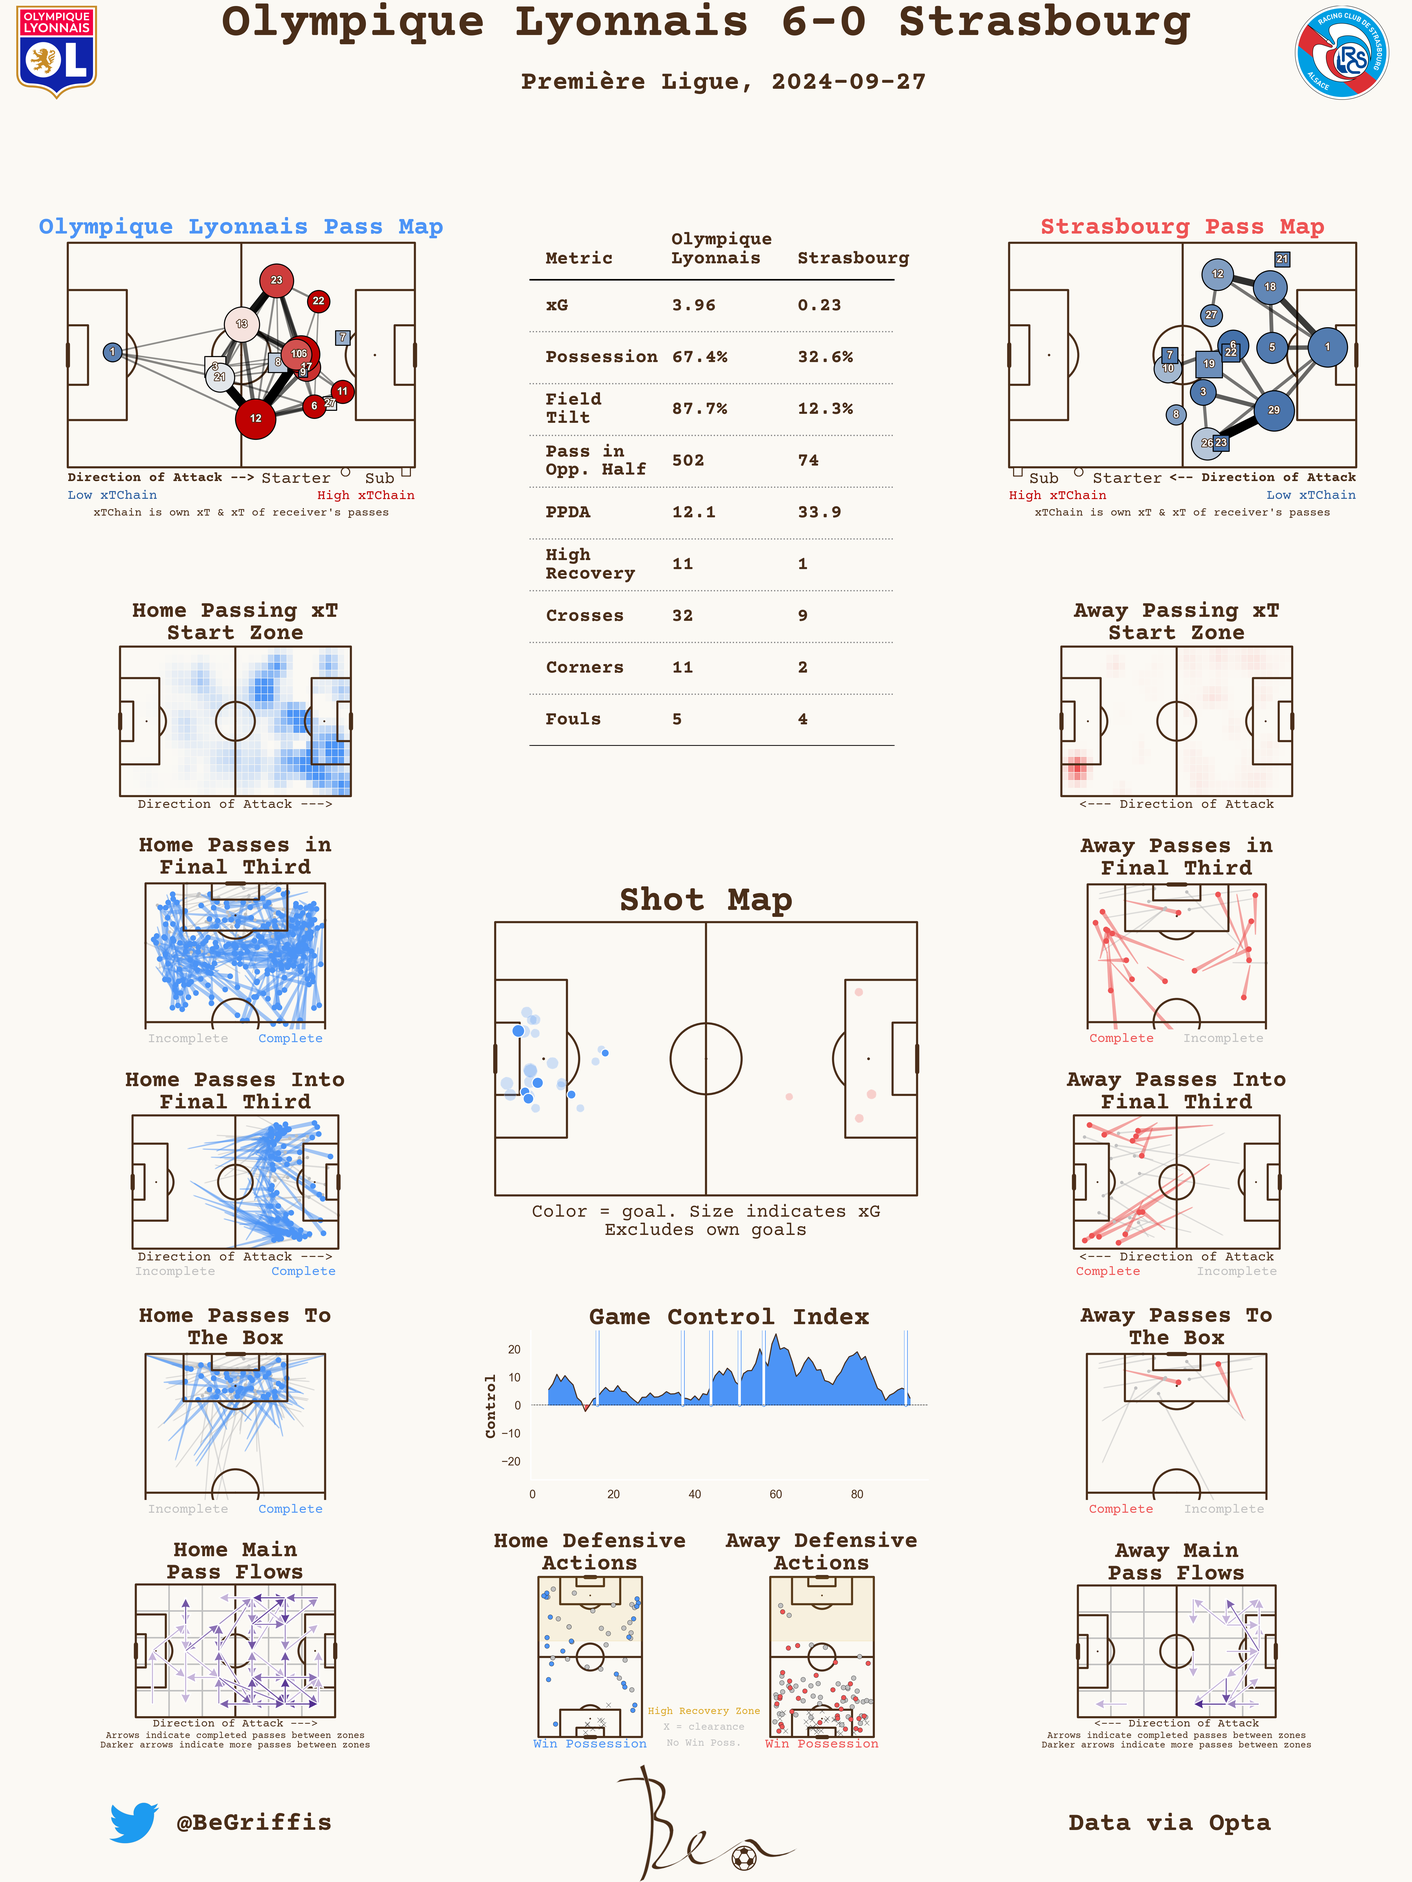 Olympique Lyonnais 6-0 Strasbourg
Première Ligue, 2024-09-27
OLYMPIQUE
LYONNAIS
OL
RACING CLUB DE STRASBOURG
ALSACE
RCS
Olympique Lyonnais Pass Map
23
22
13
7
1
10
6
8
3
17
9
21
11
27
6
12
Direction of Attack --> Starter Sub
Low xTChain High xTChain
xTChain is own xT & xT of receiver's passes
Metric Olympique Lyonnais Strasbourg
xG 3.96 0.23
Possession 67.4% 32.6%
Field Tilt 87.7% 12.3%
Pass in Opp. Half 502 74
PPDA 12.1 33.9
High Recovery 11 1
Crosses 32 9
Corners 11 2
Fouls 5 4
Strasbourg Pass Map
21
12
18
27
6
5
1
7
22
10
19
3
29
8
26
23
Sub Starter <-- Direction of Attack
High xTChain Low xTChain
xTChain is own xT & xT of receiver's passes
Home Passing xT
Start Zone
Direction of Attack --->
Away Passing xT
Start Zone
<--- Direction of Attack
Home Passes in
Final Third
Incomplete Complete
Away Passes in
Final Third
Complete Incomplete
Shot Map
Color = goal. Size indicates xG
Excludes own goals
Home Passes Into
Final Third
Direction of Attack --->
Incomplete Complete
Away Passes Into
Final Third
<--- Direction of Attack
Complete Incomplete
Home Passes To
The Box
Incomplete Complete
Game Control Index
Control
20
10
0
−10
−20
0 20 40 60 80
Away Passes To
The Box
Complete Incomplete
Home Main
Pass Flows
Direction of Attack --->
Arrows indicate completed passes between zones
Darker arrows indicate more passes between zones
Home Defensive
Actions
Win Possession
Away Defensive
Actions
Win Possession
High Recovery Zone
X = clearance
No Win Poss.
Away Main
Pass Flows
<--- Direction of Attack
Arrows indicate completed passes between zones
Darker arrows indicate more passes between zones
@BeGriffis
Ben
Data via Opta